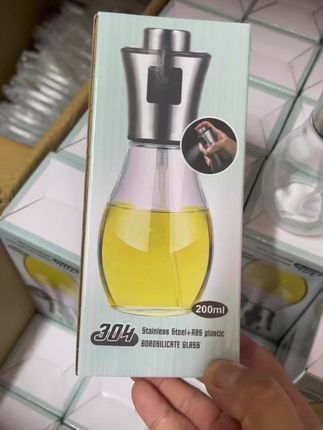 200ml
304 Stainless Steel+ABS plastic
BOROSILICATE GLASS